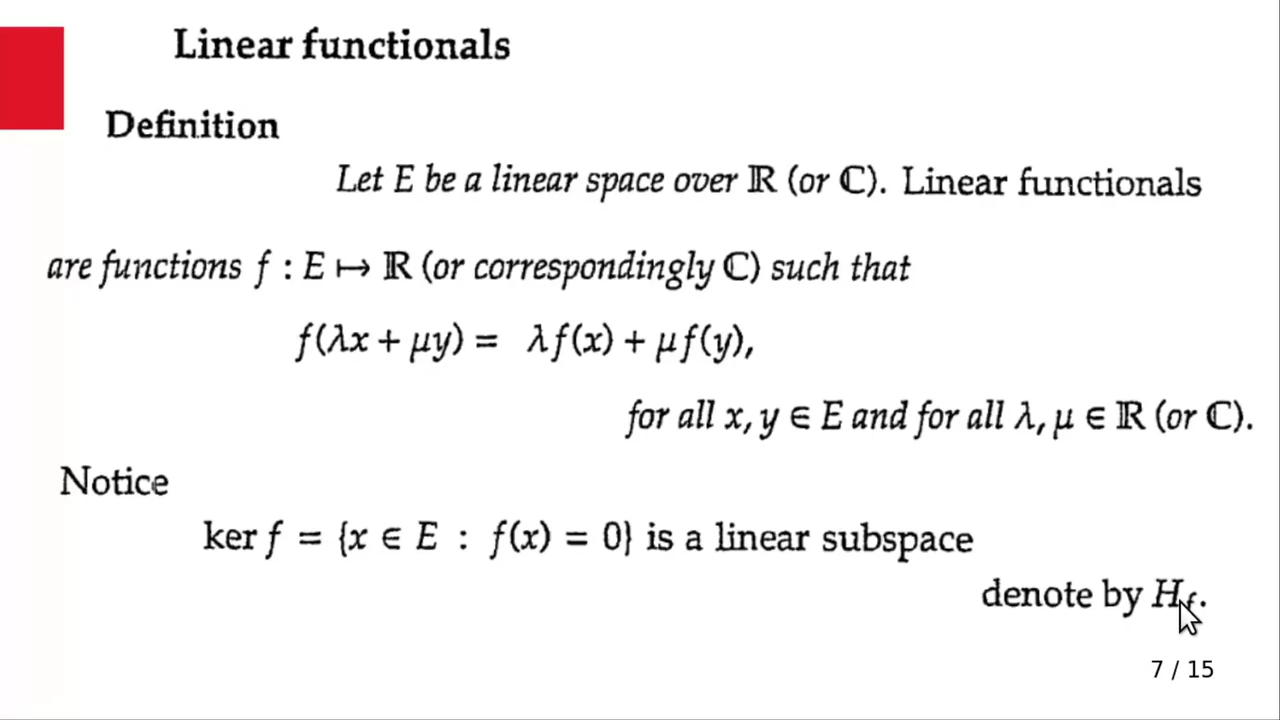 Linear functionals
Definition
Let E be a linear space over ℝ (or ℂ). Linear functionals
are functions f : E ↦ ℝ (or correspondingly ℂ) such that
f(λx + μy) = λf(x) + μf(y),
for all x, y ∈ E and for all λ, μ ∈ ℝ (or ℂ).
Notice
ker f = {x ∈ E : f(x) = 0} is a linear subspace
denote by H_f.
7 / 15